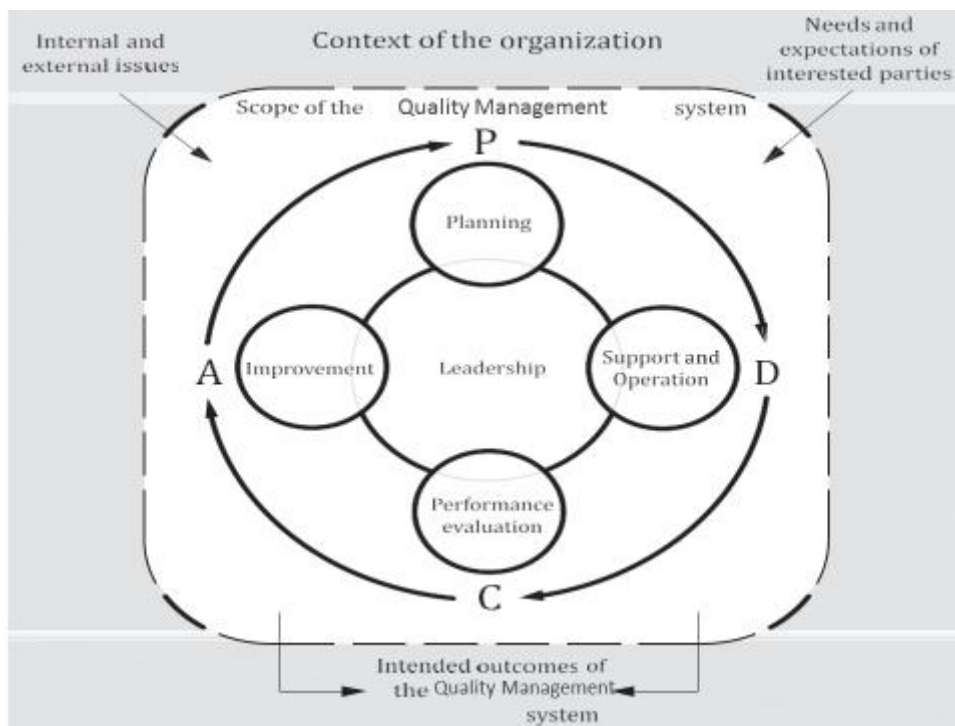 Internal and
external issues
Context of the organization
Needs and
expectations of
interested parties
Scope of the Quality Management system
P
Planning
A
Improvement
Leadership
Support and
Operation
D
Performance
evaluation
C
Intended outcomes of
the Quality Management
system